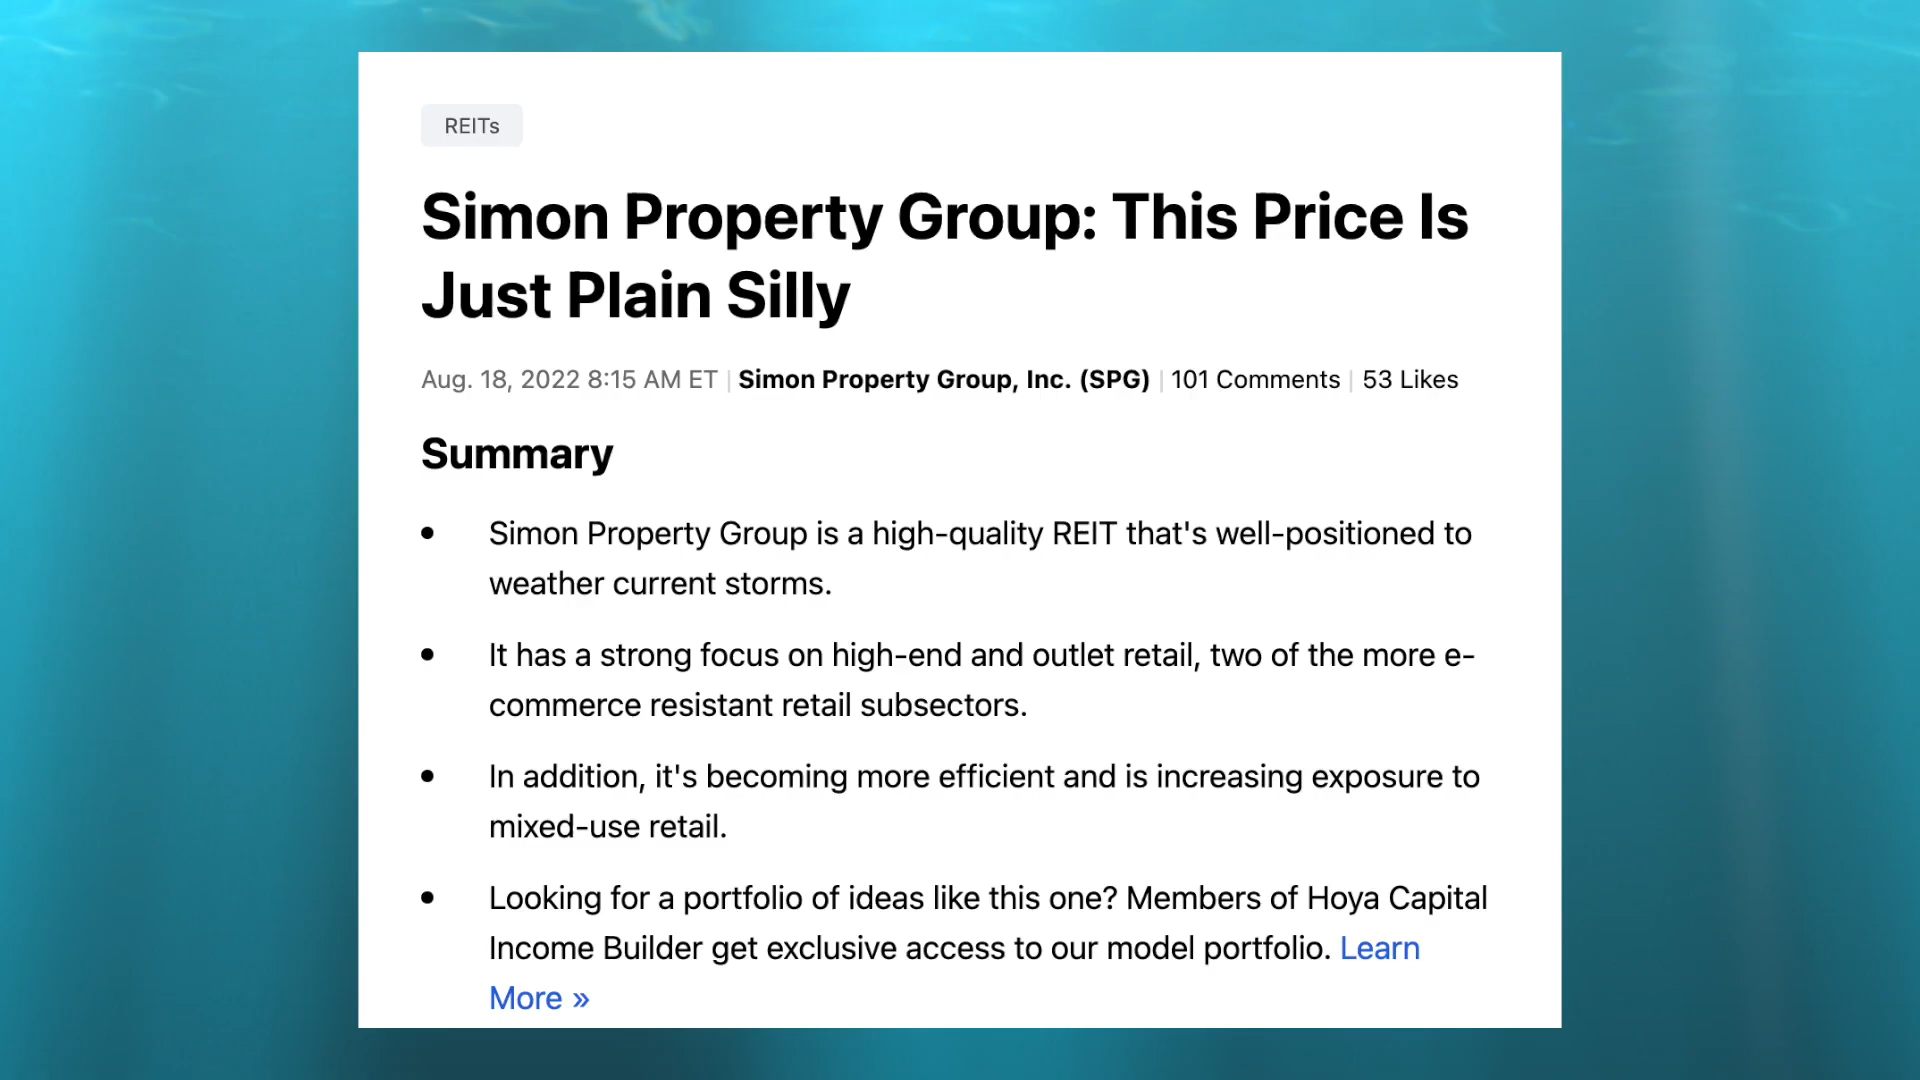 REITs
Simon Property Group: This Price Is
Just Plain Silly
Aug. 18, 2022 8:15 AM ET | Simon Property Group, Inc. (SPG) | 101 Comments | 53 Likes
Summary
• Simon Property Group is a high-quality REIT that's well-positioned to
weather current storms.
• It has a strong focus on high-end and outlet retail, two of the more e-
commerce resistant retail subsectors.
• In addition, it's becoming more efficient and is increasing exposure to
mixed-use retail.
• Looking for a portfolio of ideas like this one? Members of Hoya Capital
Income Builder get exclusive access to our model portfolio. Learn
More »